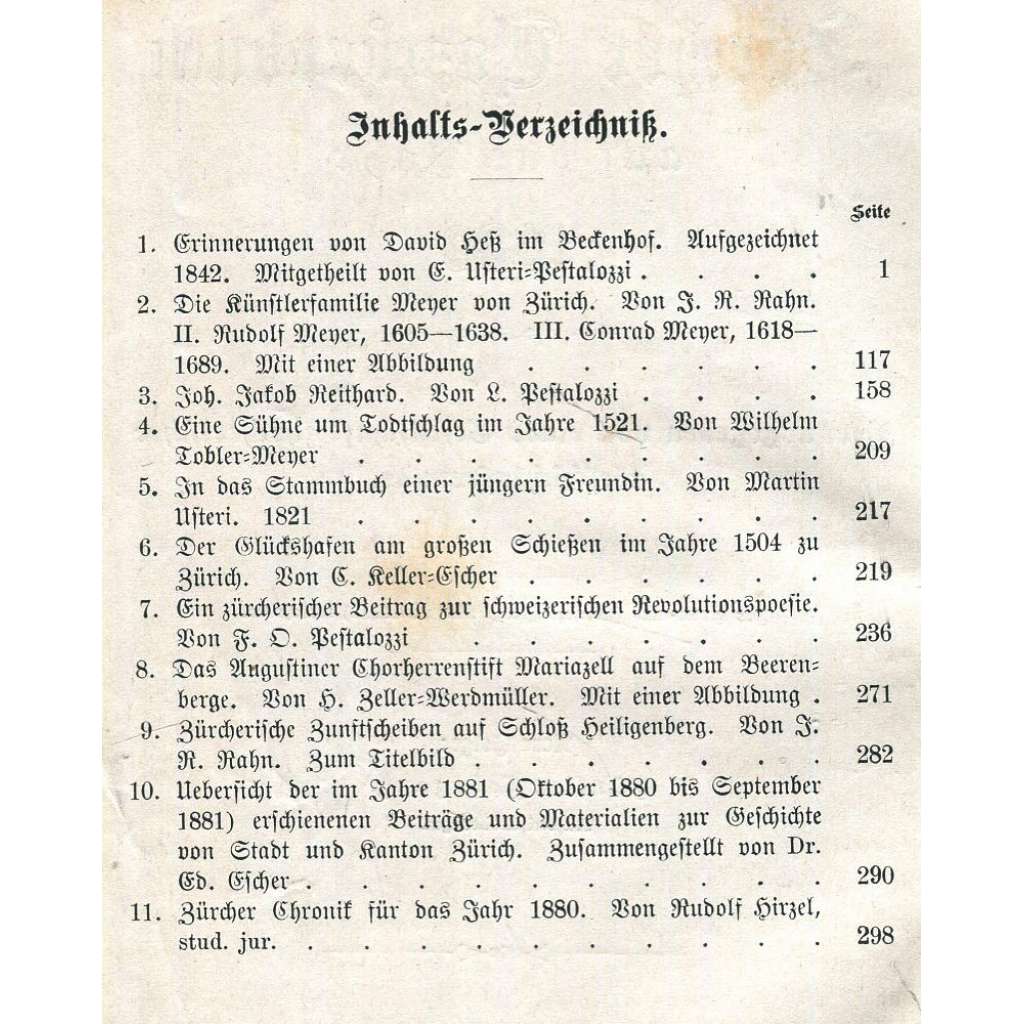 Inhalts-Verzeichniß.
Seite
1. Erinnerungen von David Heß im Beckenhof. Aufgezeichnet
1842. Mitgetheilt von E. Usteri-Pestalozzi . . . . 1
2. Die Künstlerfamilie Meyer von Zürich. Von J. R. Rahn.
II. Rudolf Meyer, 1605—1638. III. Conrad Meyer, 1618—
1689. Mit einer Abbildung . . . . . . 117
3. Joh. Jakob Reithard. Von L. Pestalozzi . . . . 158
4. Eine Sühne um Todtschlag im Jahre 1521. Von Wilhelm
Tobler-Meyer . . . . . . . . . 209
5. In das Stammbuch einer jüngern Freundin. Von Martin
Usteri. 1821 . . . . . . . . . 217
6. Der Glückshafen am großen Schießen im Jahre 1504 zu
Zürich. Von C. Keller-Escher . . . . . . 219
7. Ein zürcherischer Beitrag zur schweizerischen Revolutionspoesie.
Von F. O. Pestalozzi . . . . . . 236
8. Das Augustiner Chorherrenstift Mariazell auf dem Beeren-
berge. Von H. Zeller-Werdmüller. Mit einer Abbildung . 271
9. Zürcherische Zunftscheiben auf Schloß Heiligenberg. Von J.
R. Rahn. Zum Titelbild . . . . . . . 282
10. Uebersicht der im Jahre 1881 (Oktober 1880 bis September
1881) erschienenen Beiträge und Materialien zur Geschichte
von Stadt und Kanton Zürich. Zusammengestellt von Dr.
Ed. Escher . . . . . . . . . . 290
11. Zürcher Chronik für das Jahr 1880. Von Rudolf Hirzel,
stud. jur. . . . . . . . . . . 298